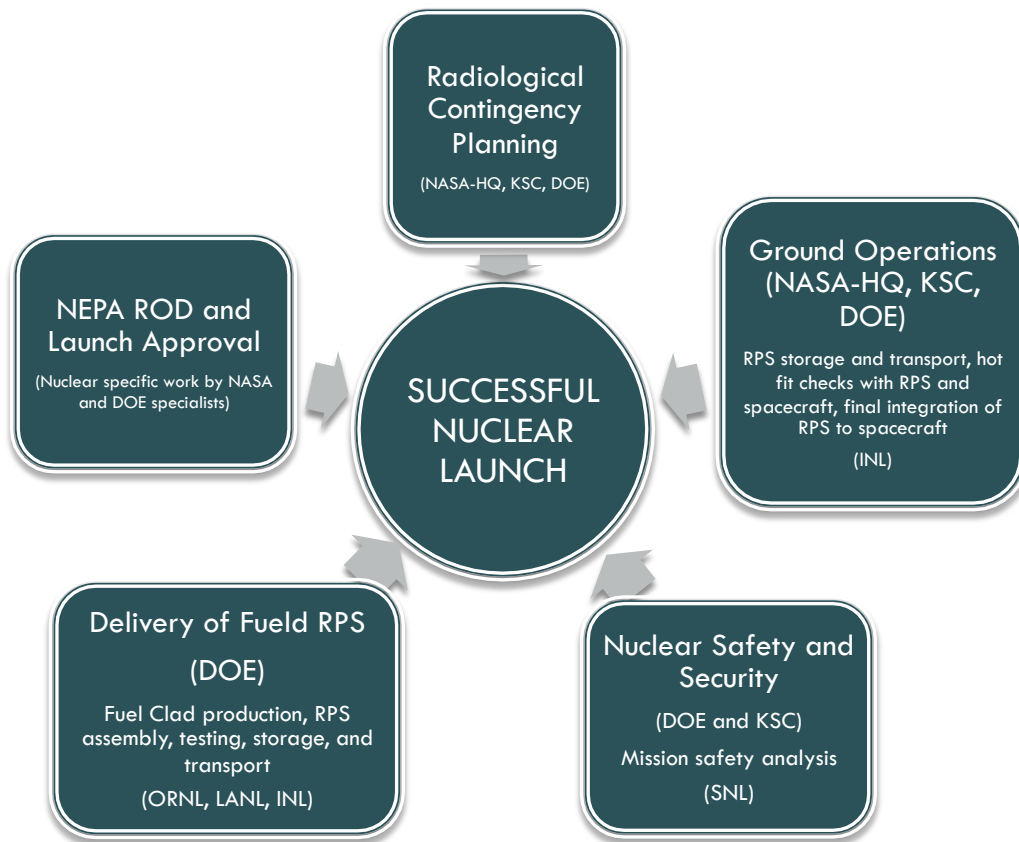 Radiological
Contingency
Planning
(NASA-HQ, KSC, DOE)
Ground Operations
(NASA-HQ, KSC,
DOE)
RPS storage and transport, hot
fit checks with RPS and
spacecraft, final integration of
RPS to spacecraft
(INL)
NEPA ROD and
Launch Approval
(Nuclear specific work by NASA
and DOE specialists)
SUCCESSFUL
NUCLEAR
LAUNCH
Delivery of Fueld RPS
(DOE)
Fuel Clad production, RPS
assembly, testing, storage, and
transport
(ORNL, LANL, INL)
Nuclear Safety and
Security
(DOE and KSC)
Mission safety analysis
(SNL)